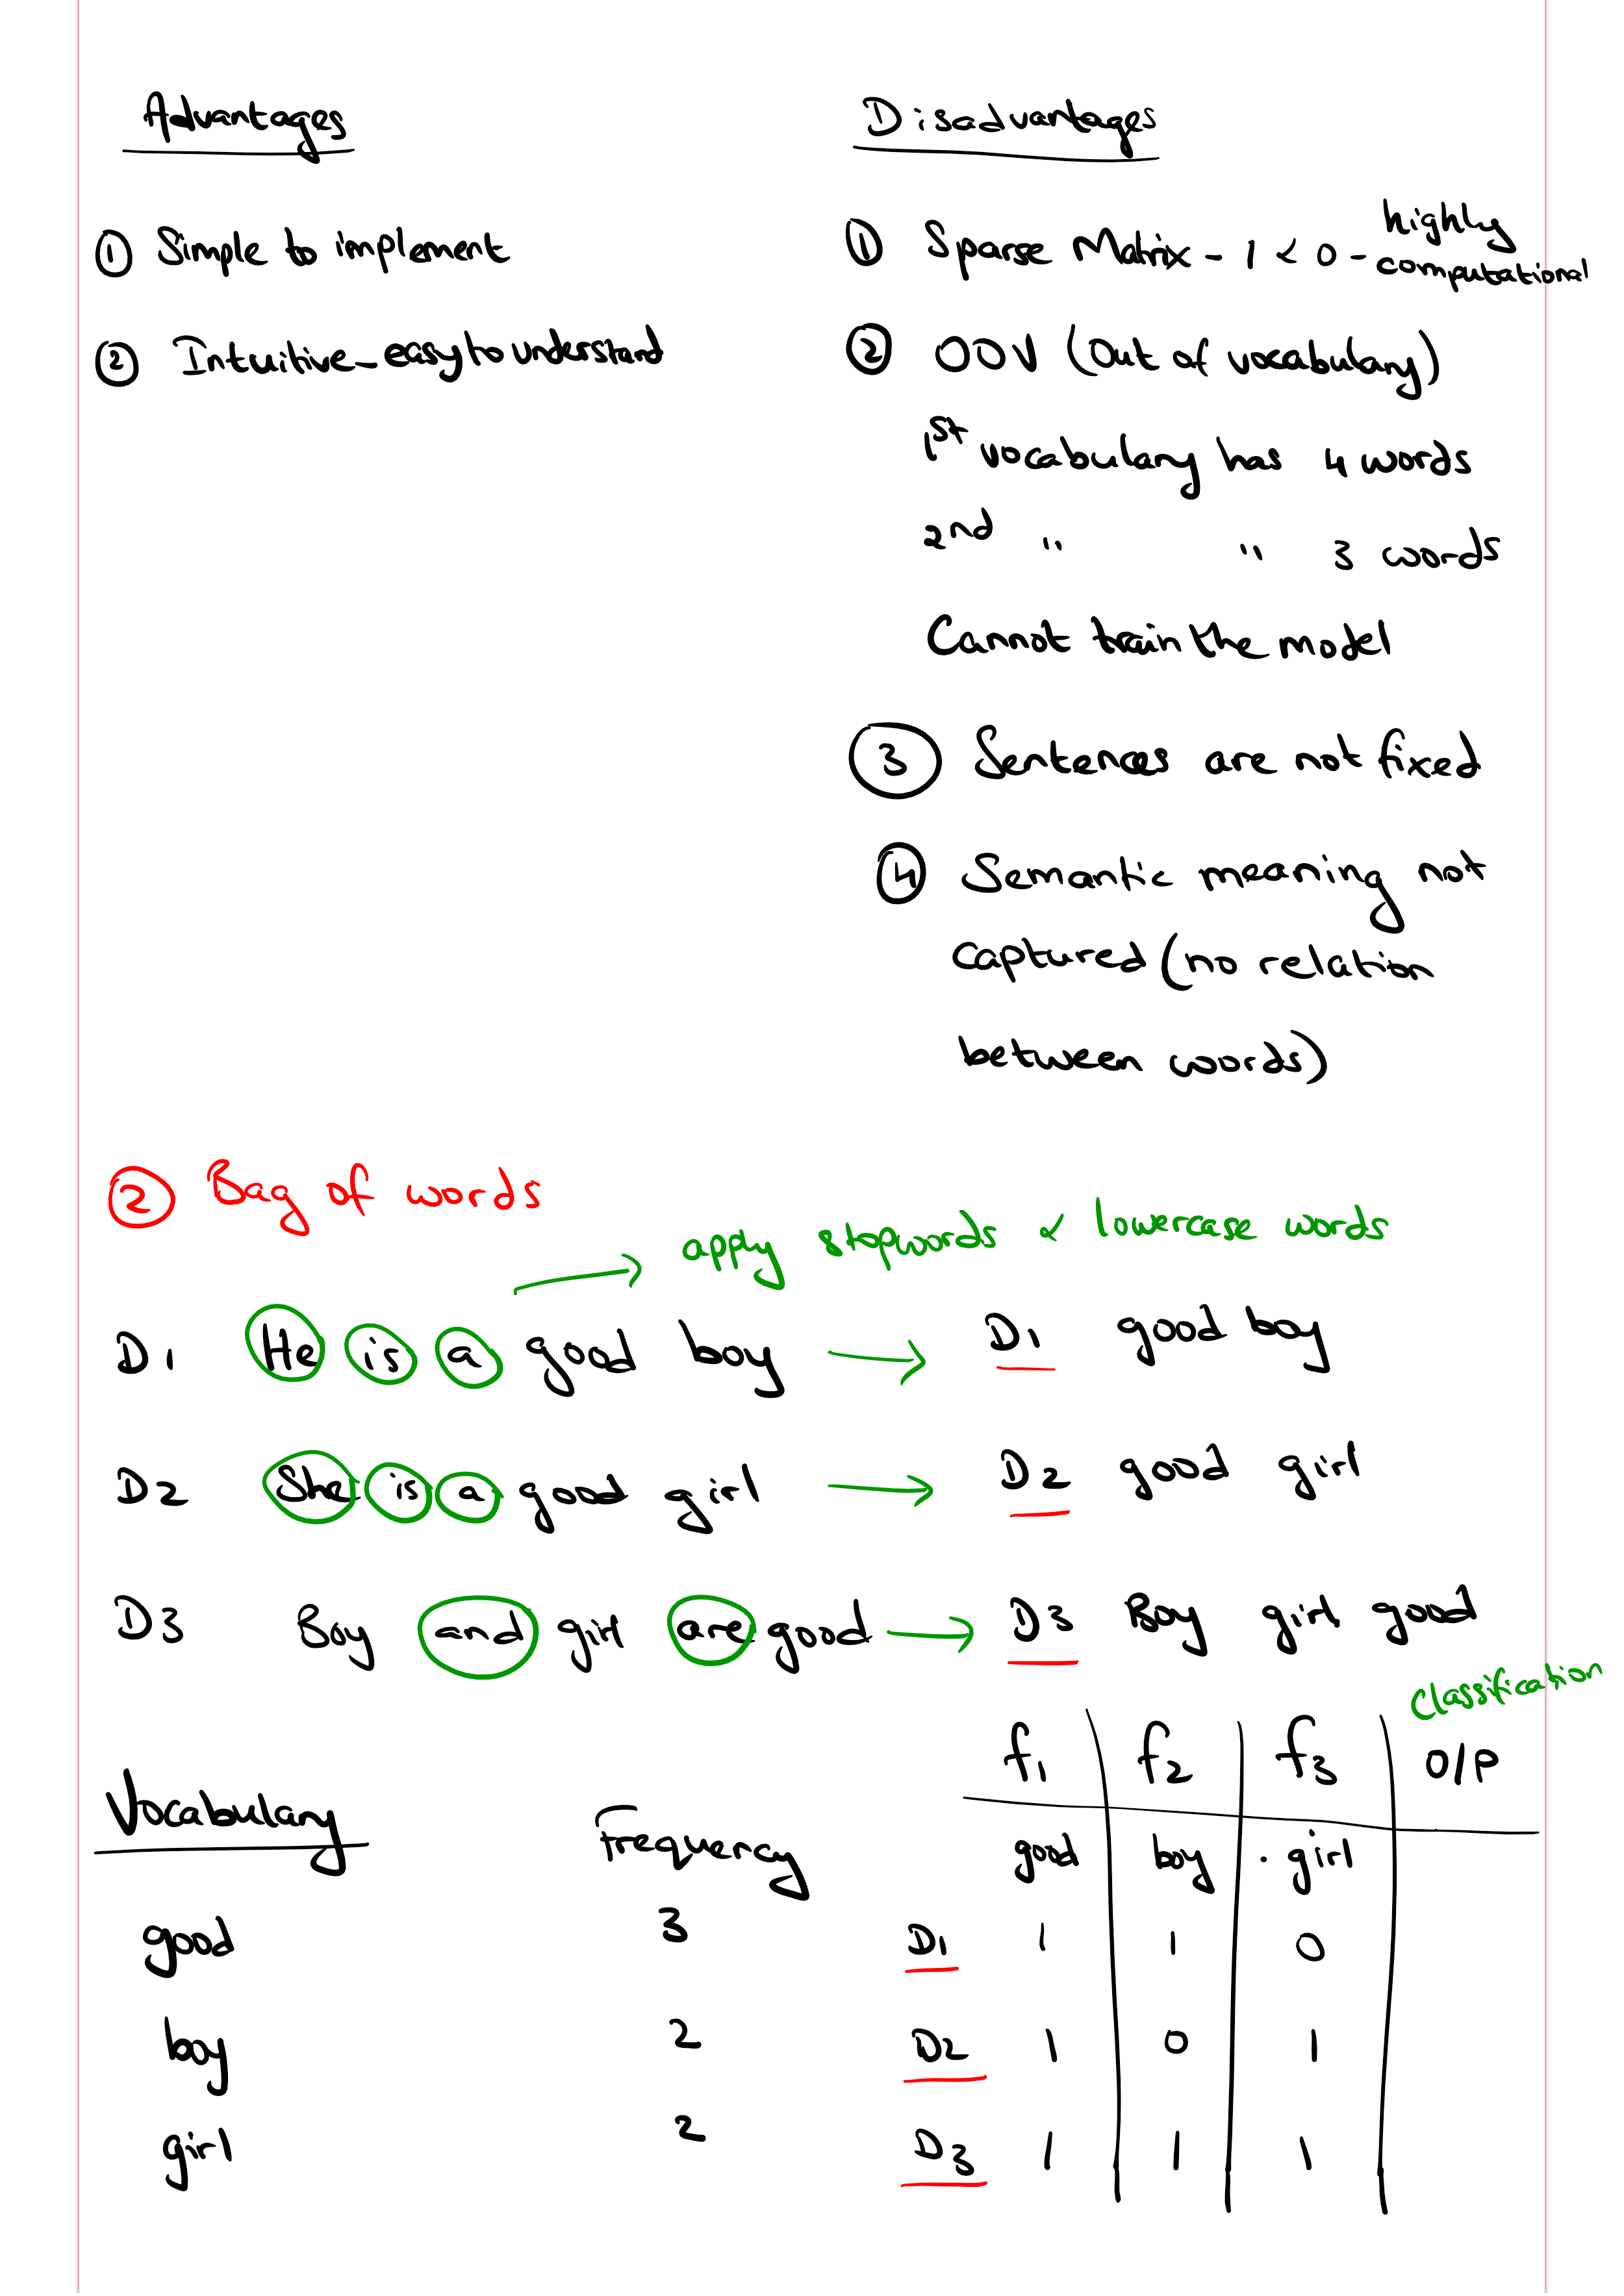 Advantages
① Simple to implement
② Intuitive - easy to understand
Disadvantages
① Sparse Matrix - 1 & 0 - highly computational
② OOV (Out of vocabulary)
1st vocabulary has 4 words
2nd " " 3 words
Cannot train the model
③ Sentences are not fixed
④ Semantic meaning not
captured (no relation
between words)
② Bag of words
→ apply stopwords & lowercase words
D1 He is a good boy → D1 good boy
D2 She is a good girl → D2 good girl
D3 Boy and girl are good → D3 Boy girl good
Vocabulary Frequency
good 3
boy 2
girl 2
Classification
f1 f2 f3 O/P
good boy . girl
D1 1 1 0
D2 1 0 1
D3 1 1 1